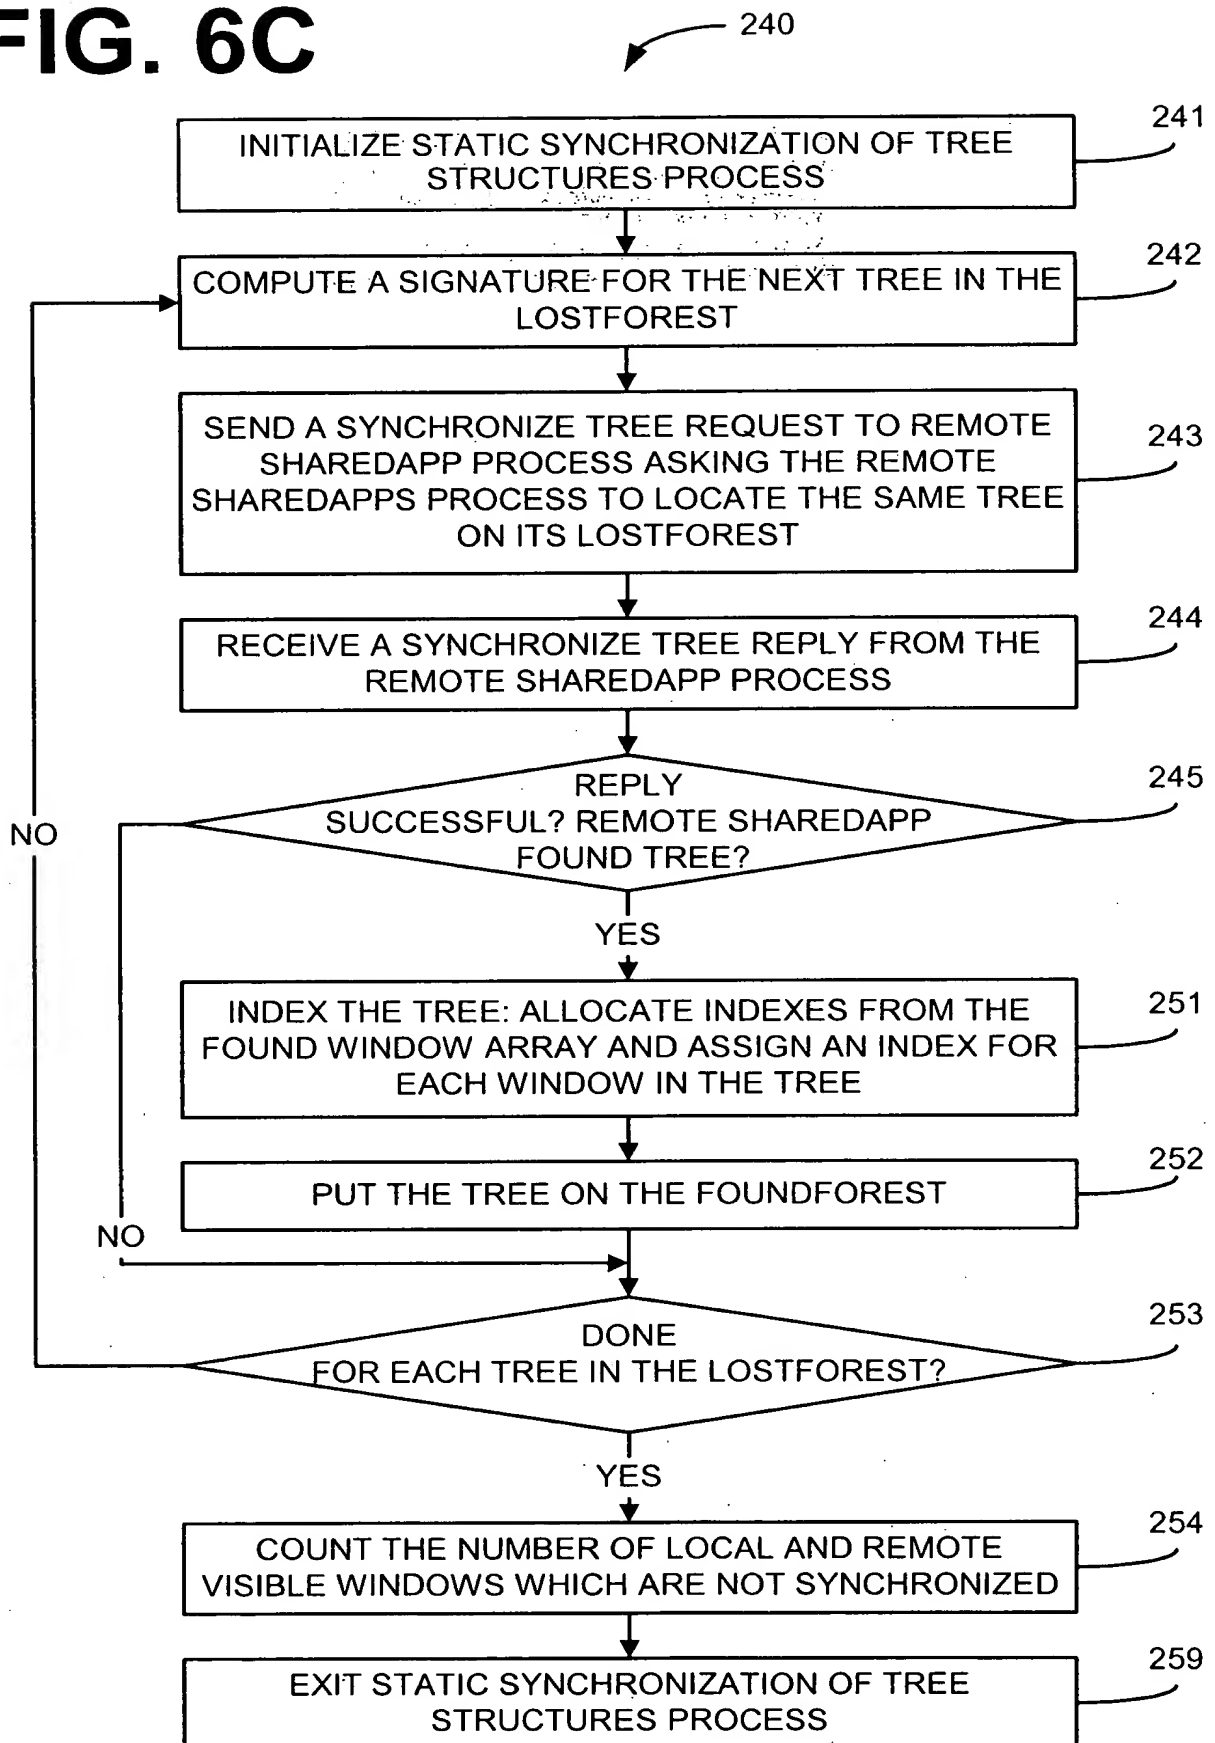 FIG. 6C
240
241
INITIALIZE STATIC SYNCHRONIZATION OF TREE
STRUCTURES PROCESS
242
COMPUTE A SIGNATURE FOR THE NEXT TREE IN THE
LOSTFOREST
243
SEND A SYNCHRONIZE TREE REQUEST TO REMOTE
SHAREDAPP PROCESS ASKING THE REMOTE
SHAREDAPPS PROCESS TO LOCATE THE SAME TREE
ON ITS LOSTFOREST
244
RECEIVE A SYNCHRONIZE TREE REPLY FROM THE
REMOTE SHAREDAPP PROCESS
245
REPLY
SUCCESSFUL? REMOTE SHAREDAPP
FOUND TREE?
NO
YES
251
INDEX THE TREE: ALLOCATE INDEXES FROM THE
FOUND WINDOW ARRAY AND ASSIGN AN INDEX FOR
EACH WINDOW IN THE TREE
252
PUT THE TREE ON THE FOUNDFOREST
NO
253
DONE
FOR EACH TREE IN THE LOSTFOREST?
YES
254
COUNT THE NUMBER OF LOCAL AND REMOTE
VISIBLE WINDOWS WHICH ARE NOT SYNCHRONIZED
259
EXIT STATIC SYNCHRONIZATION OF TREE
STRUCTURES PROCESS